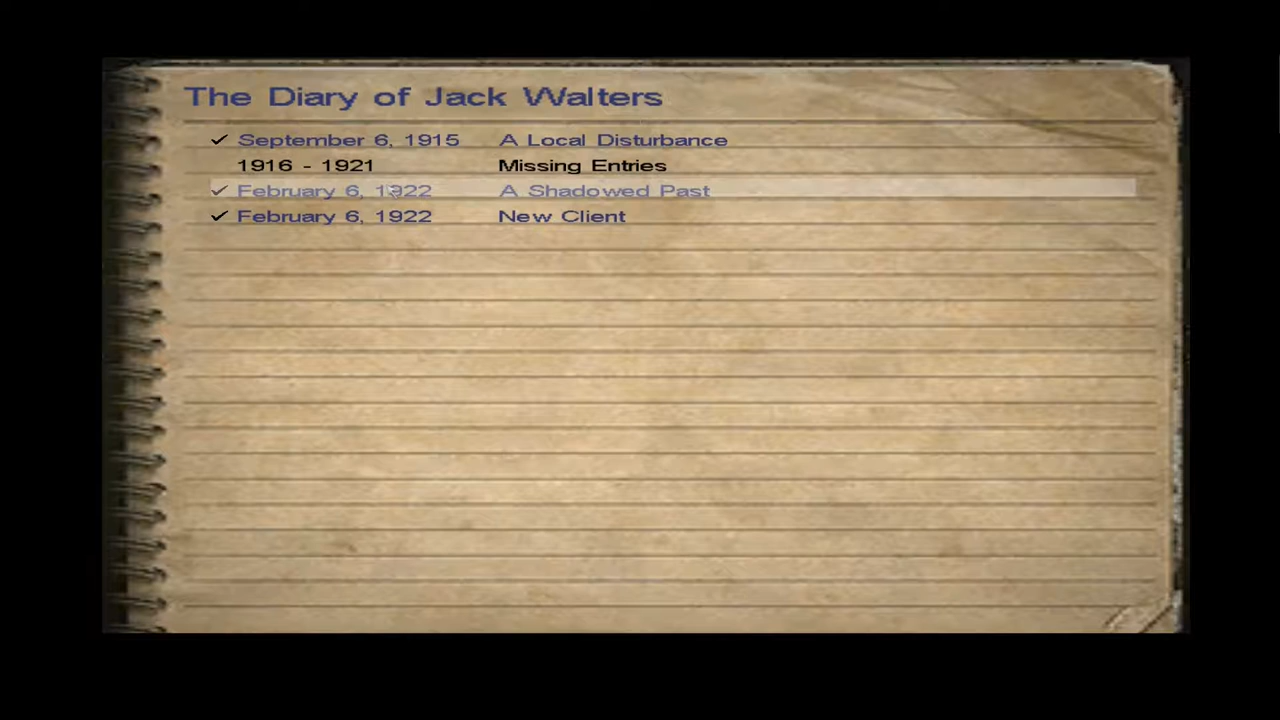 The Diary of Jack Walters
✓ September 6, 1915 A Local Disturbance
1916 - 1921 Missing Entries
✓ February 6, 1922 A Shadowed Past
✓ February 6, 1922 New Client